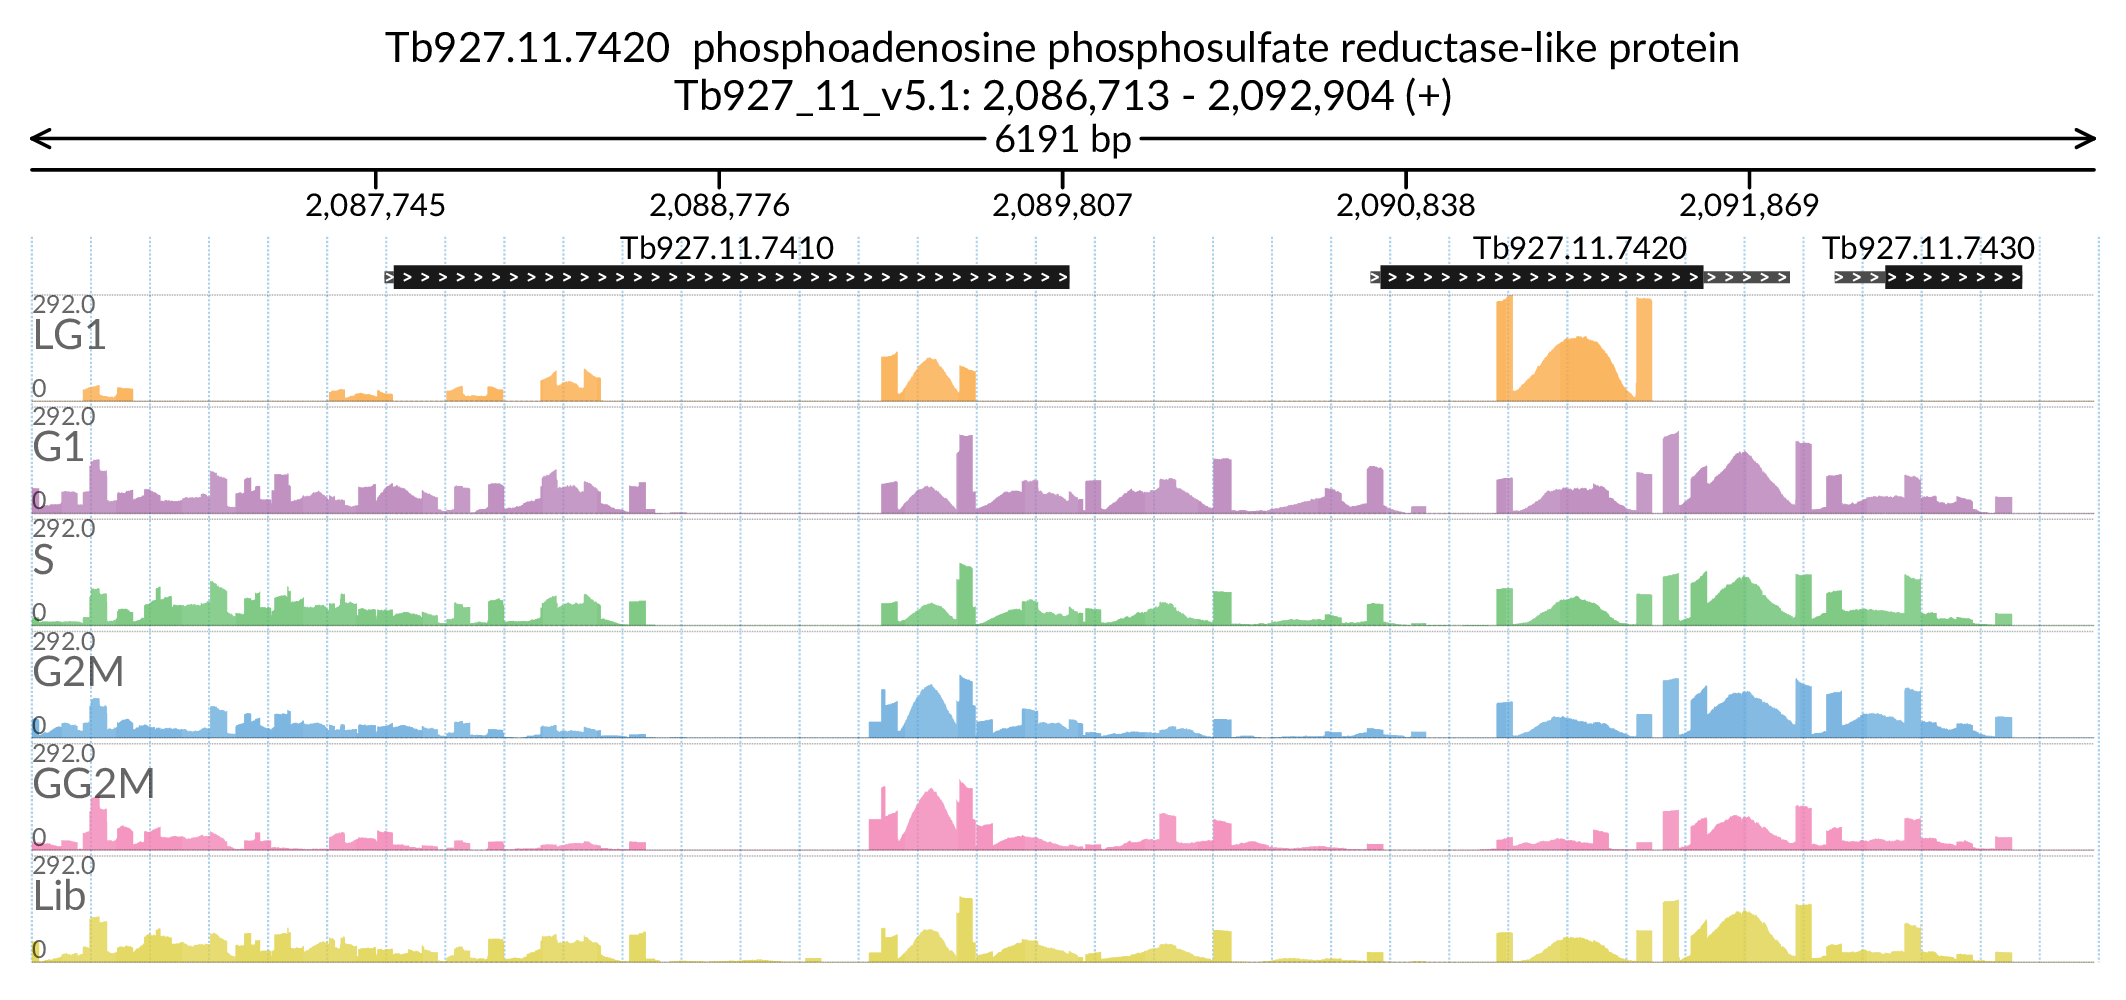 Tb927.11.7420  phosphoadenosine phosphosulfate reductase-like protein
Tb927_11_v5.1: 2,086,713 - 2,092,904 (+)
6191 bp
2,087,745 2,088,776 2,089,807 2,090,838 2,091,869
Tb927.11.7410 Tb927.11.7420 Tb927.11.7430
292.0
LG1
0
292.0
G1
0
292.0
S
0
292.0
G2M
0
292.0
GG2M
0
292.0
Lib
0